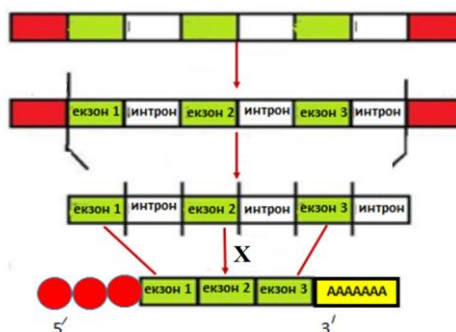 екзон 1 интрон екзон 2 интрон екзон 3 интрон
екзон 1 интрон екзон 2 интрон екзон 3 интрон
X
екзон 1 екзон 2 екзон 3 AAAAAAA
5′ 3′